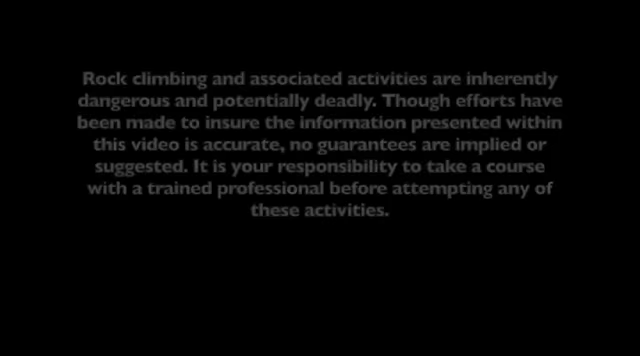 Rock climbing and associated activities are inherently
dangerous and potentially deadly. Though efforts have
been made to insure the information presented within
this video is accurate, no guarantees are implied or
suggested. It is your responsibility to take a course
with a trained professional before attempting any of
these activities.